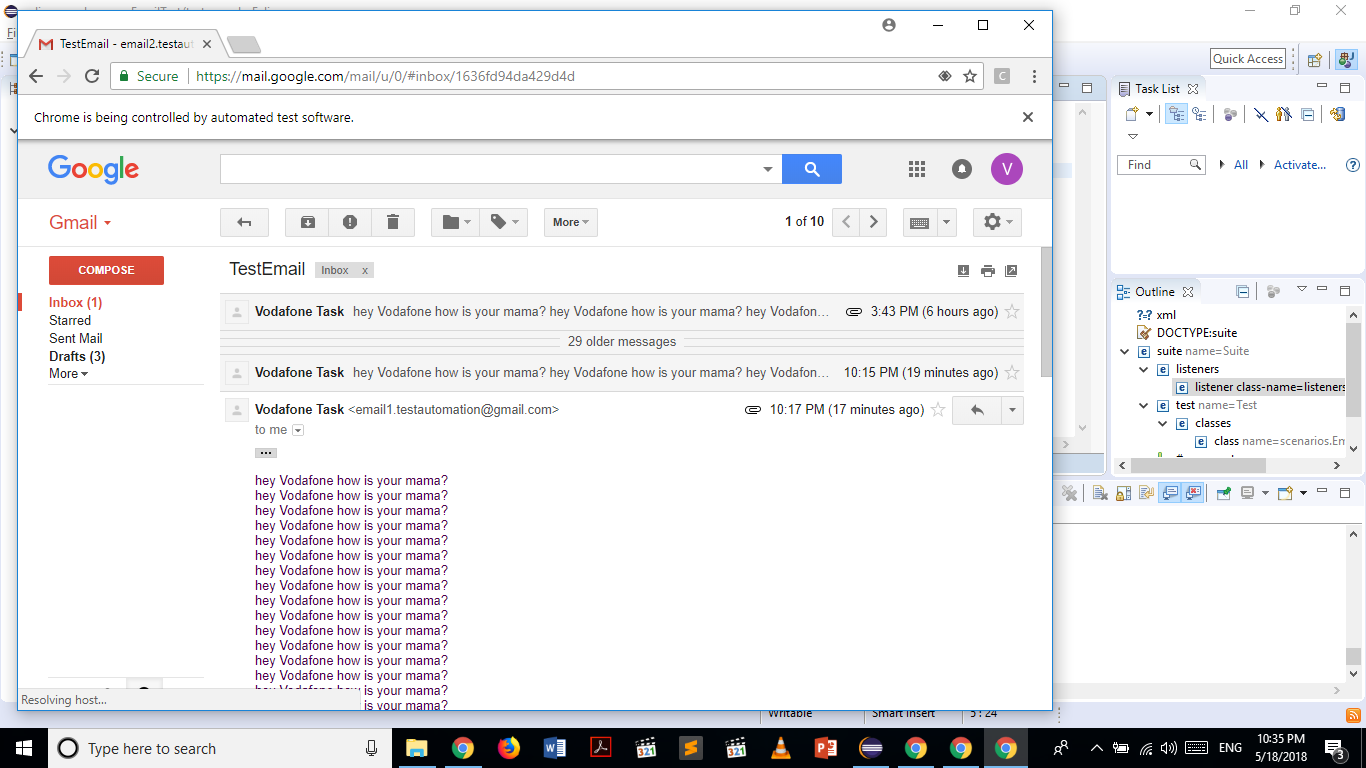 TestEmail - email2.testau
Secure
https://mail.google.com/mail/u/0/#inbox/1636fd94da429d4d
C
Chrome is being controlled by automated test software.
Google
V
Gmail
More
1 of 10
COMPOSE
Inbox (1)
Starred
Sent Mail
Drafts (3)
More
TestEmail
Inbox x
Vodafone Task hey Vodafone how is your mama? hey Vodafone how is your mama? hey Vodafon... 3:43 PM (6 hours ago)
29 older messages
Vodafone Task hey Vodafone how is your mama? hey Vodafone how is your mama? hey Vodafon... 10:15 PM (19 minutes ago)
Vodafone Task <email1.testautomation@gmail.com> 10:17 PM (17 minutes ago)
to me
...
hey Vodafone how is your mama?
hey Vodafone how is your mama?
hey Vodafone how is your mama?
hey Vodafone how is your mama?
hey Vodafone how is your mama?
hey Vodafone how is your mama?
hey Vodafone how is your mama?
hey Vodafone how is your mama?
hey Vodafone how is your mama?
hey Vodafone how is your mama?
hey Vodafone how is your mama?
hey Vodafone how is your mama?
hey Vodafone how is your mama?
hey Vodafone how is your mama?
is your mama?
is your mama?
Resolving host...
Quick Access
Task List
Find
All
Activate...
Outline
?=? xml
DOCTYPE:suite
e suite name=Suite
e listeners
e listener class-name=listeners
e test name=Test
e classes
e class name=scenarios.Em
Writable
Smart Insert
5 : 24
Type here to search
321
321
ENG
10:35 PM
5/18/2018
3